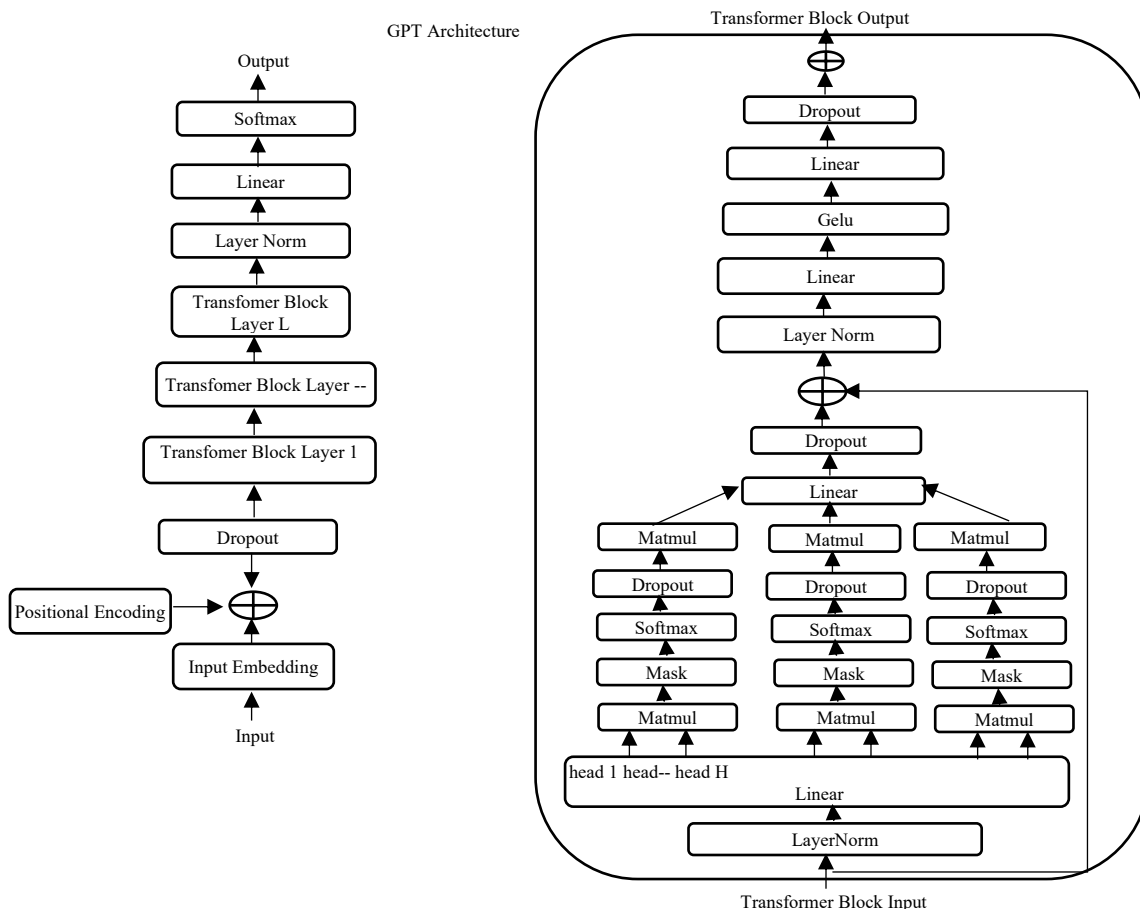 GPT Architecture
Output
Softmax
Linear
Layer Norm
Transfomer Block
Layer L
Transfomer Block Layer --
Transfomer Block Layer 1
Dropout
Positional Encoding
Input Embedding
Input
Transformer Block Output
Dropout
Linear
Gelu
Linear
Layer Norm
Dropout
Linear
Matmul Matmul Matmul
Dropout Dropout Dropout
Softmax Softmax Softmax
Mask Mask Mask
Matmul Matmul Matmul
head 1 head-- head H
Linear
LayerNorm
Transformer Block Input